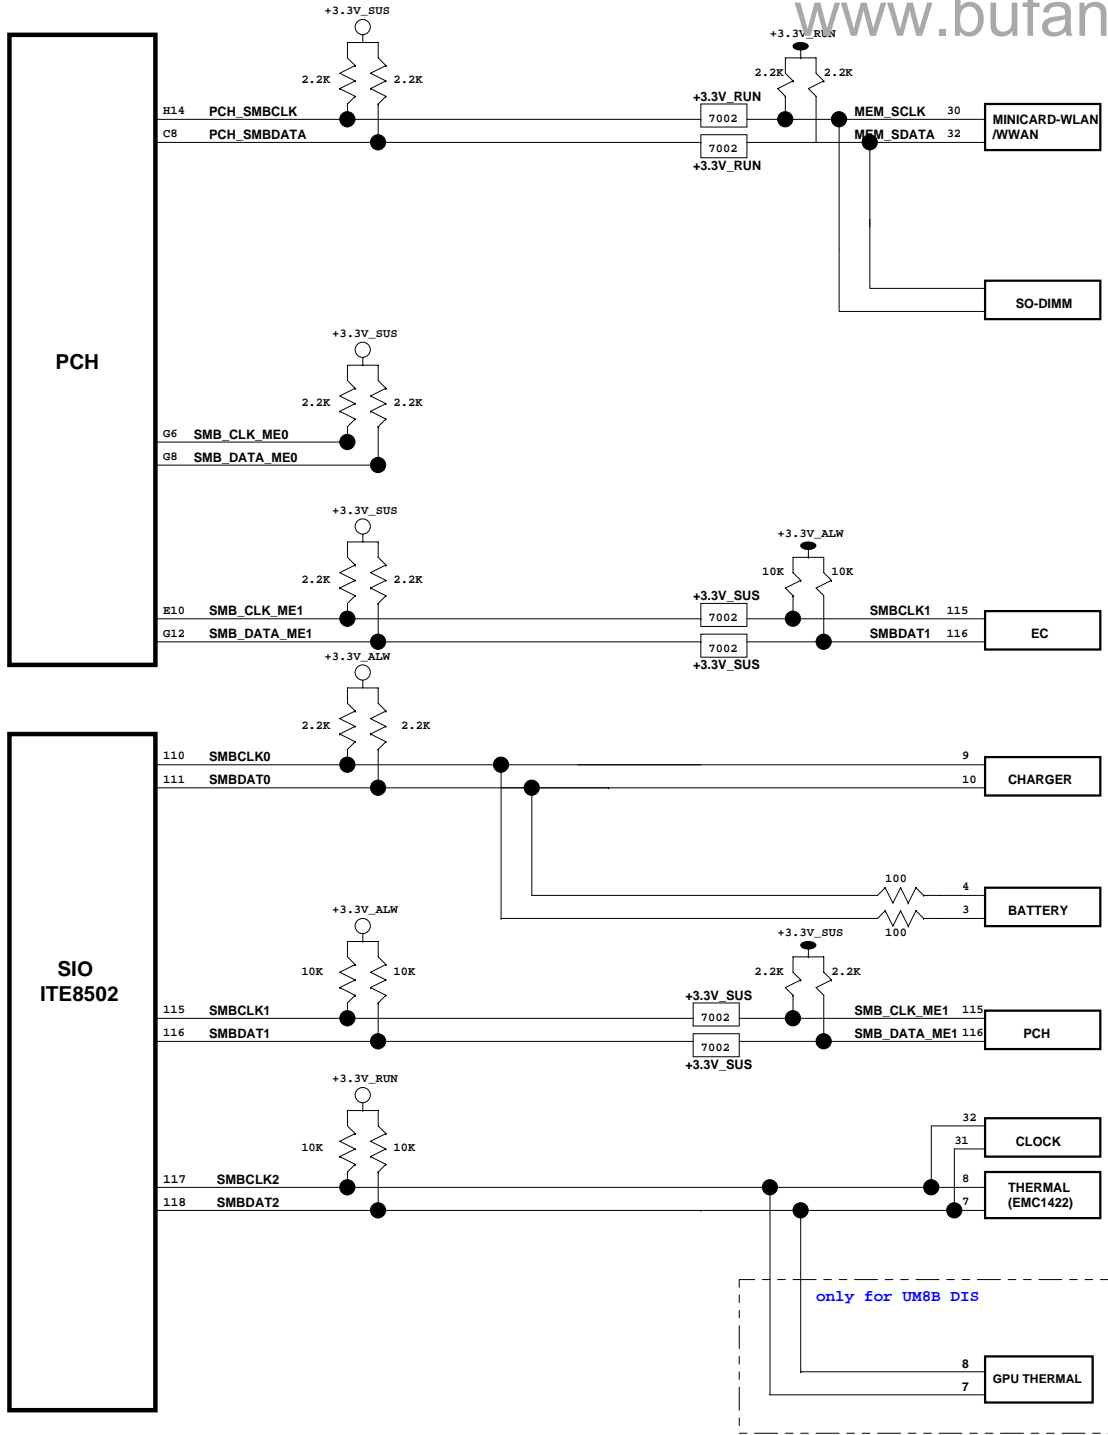 www.bufan
+3.3V_SUS
+3.3V_RUN
2.2K 2.2K
2.2K 2.2K
+3.3V_RUN
H14 PCH_SMBCLK
7002
MEM_SCLK 30
MINICARD-WLAN
/WWAN
C8 PCH_SMBDATA
7002
MEM_SDATA 32
+3.3V_RUN
SO-DIMM
+3.3V_SUS
PCH
2.2K 2.2K
G6 SMB_CLK_ME0
G8 SMB_DATA_ME0
+3.3V_SUS
+3.3V_ALW
2.2K 2.2K
10K 10K
+3.3V_SUS
E10 SMB_CLK_ME1
7002
SMBCLK1 115
G12 SMB_DATA_ME1
7002
SMBDAT1 116
EC
+3.3V_SUS
+3.3V_ALW
2.2K 2.2K
110 SMBCLK0
9
111 SMBDAT0
10
CHARGER
100
4
3
BATTERY
100
+3.3V_ALW
+3.3V_SUS
SIO
ITE8502
10K 10K
2.2K 2.2K
+3.3V_SUS
115 SMBCLK1
7002
SMB_CLK_ME1 115
116 SMBDAT1
7002
SMB_DATA_ME1 116
PCH
+3.3V_SUS
+3.3V_RUN
10K 10K
32
31
CLOCK
117 SMBCLK2
8
118 SMBDAT2
7
THERMAL
(EMC1422)
only for UM8B DIS
8
7
GPU THERMAL